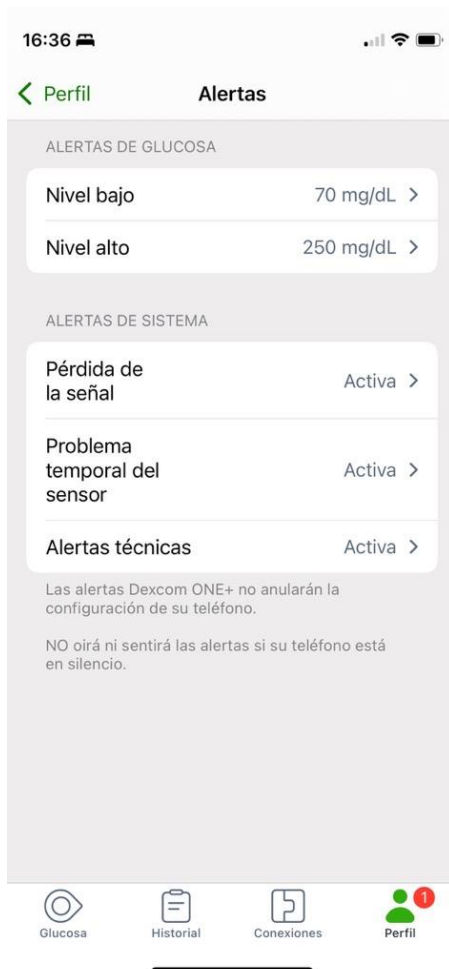 16:36
Perfil
Alertas
ALERTAS DE GLUCOSA
Nivel bajo 70 mg/dL
Nivel alto 250 mg/dL
ALERTAS DE SISTEMA
Pérdida de
la señal
Activa
Problema
temporal del
sensor
Activa
Alertas técnicas Activa
Las alertas Dexcom ONE+ no anularán la
configuración de su teléfono.
NO oirá ni sentirá las alertas si su teléfono está
en silencio.
Glucosa
Historial
Conexiones
1
Perfil